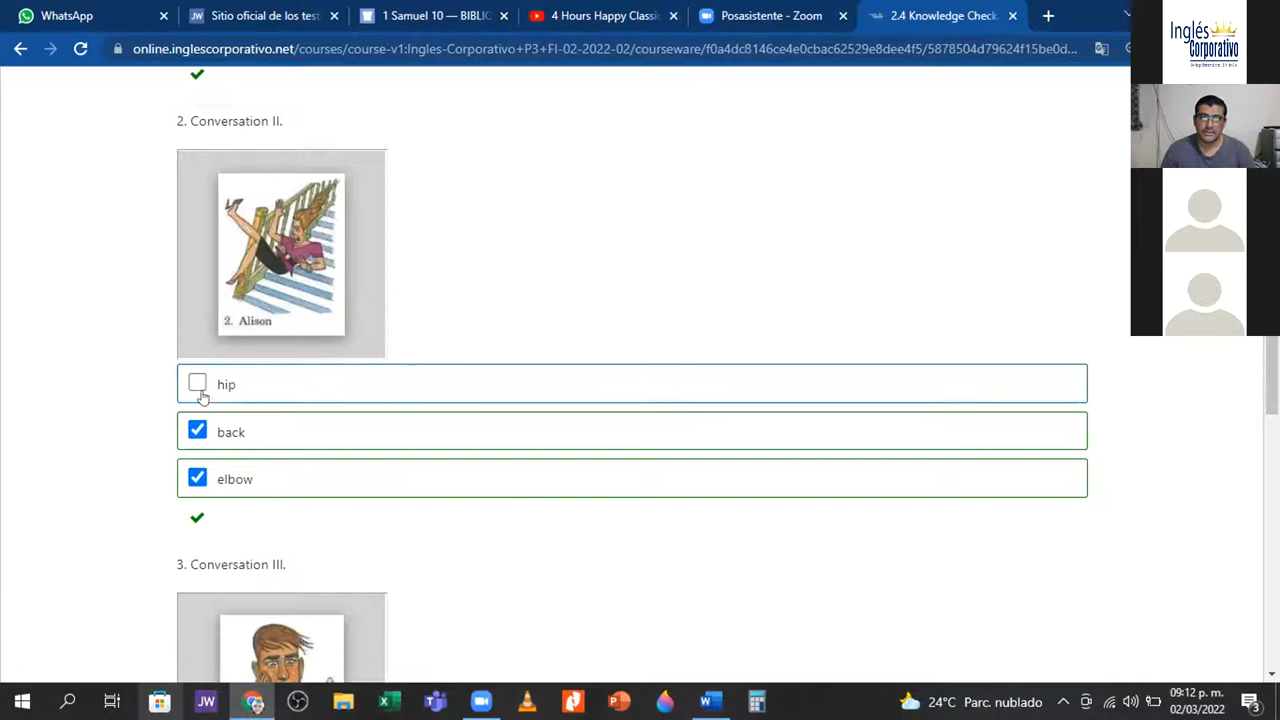 WhatsApp
Sitio oficial de los test
1 Samuel 10 — BIBLIC
4 Hours Happy Classic
Posasistente - Zoom
2.4 Knowledge Check
online.inglescorporativo.net/courses/course-v1:Ingles-Corporativo+P3+FI-02-2022-02/courseware/f0a4dc8146ce4e0cbac62529e8dee4f5/5878504d79624f15be0d...
Inglés
Corporativo
2. Conversation II.
2. Alison
hip
back
elbow
3. Conversation III.
24°C Parc. nublado
09:12 p. m.
02/03/2022
3